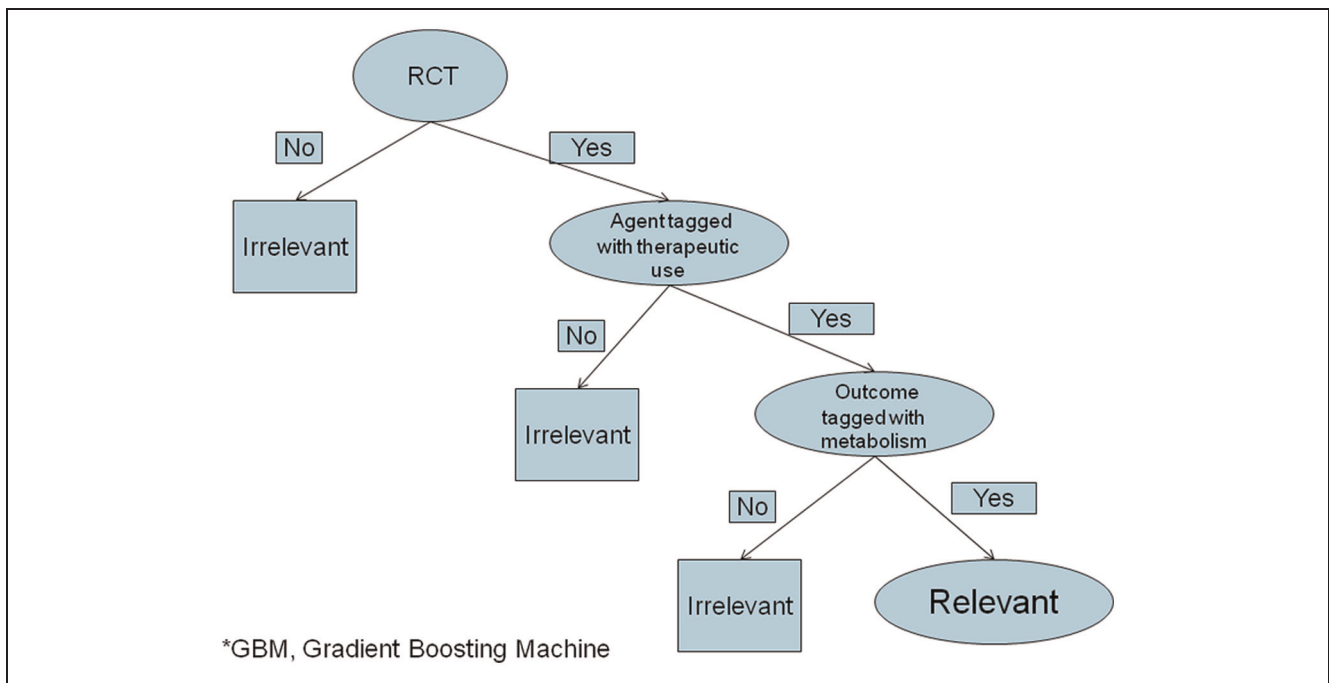 RCT
No
Yes
Irrelevant
Agent tagged
with therapeutic
use
No
Yes
Irrelevant
Outcome
tagged with
metabolism
No
Yes
Irrelevant
Relevant
*GBM, Gradient Boosting Machine